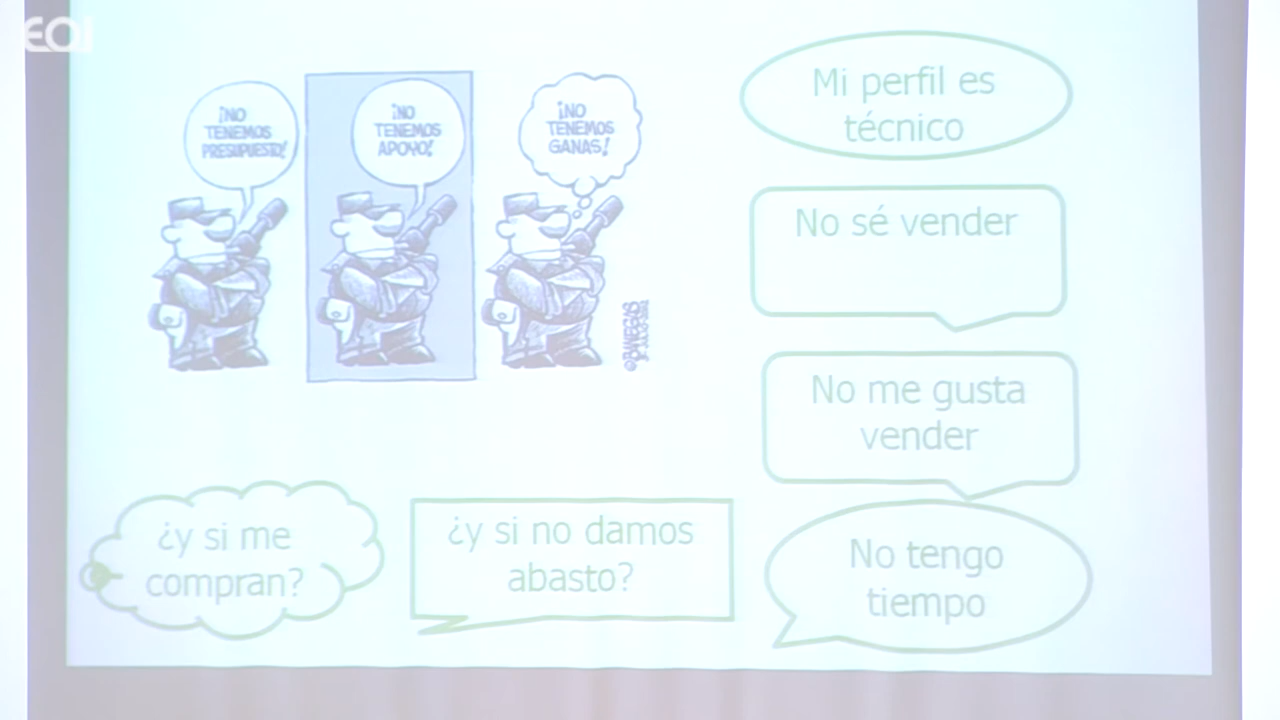 EOI
¡NO
TENEMOS
PRESUPUESTO!
¡NO
TENEMOS
APOYO!
¡NO
TENEMOS
GANAS!
Mi perfil es
técnico
No sé vender
No me gusta
vender
¿y si me
compran?
¿y si no damos
abasto?
No tengo
tiempo